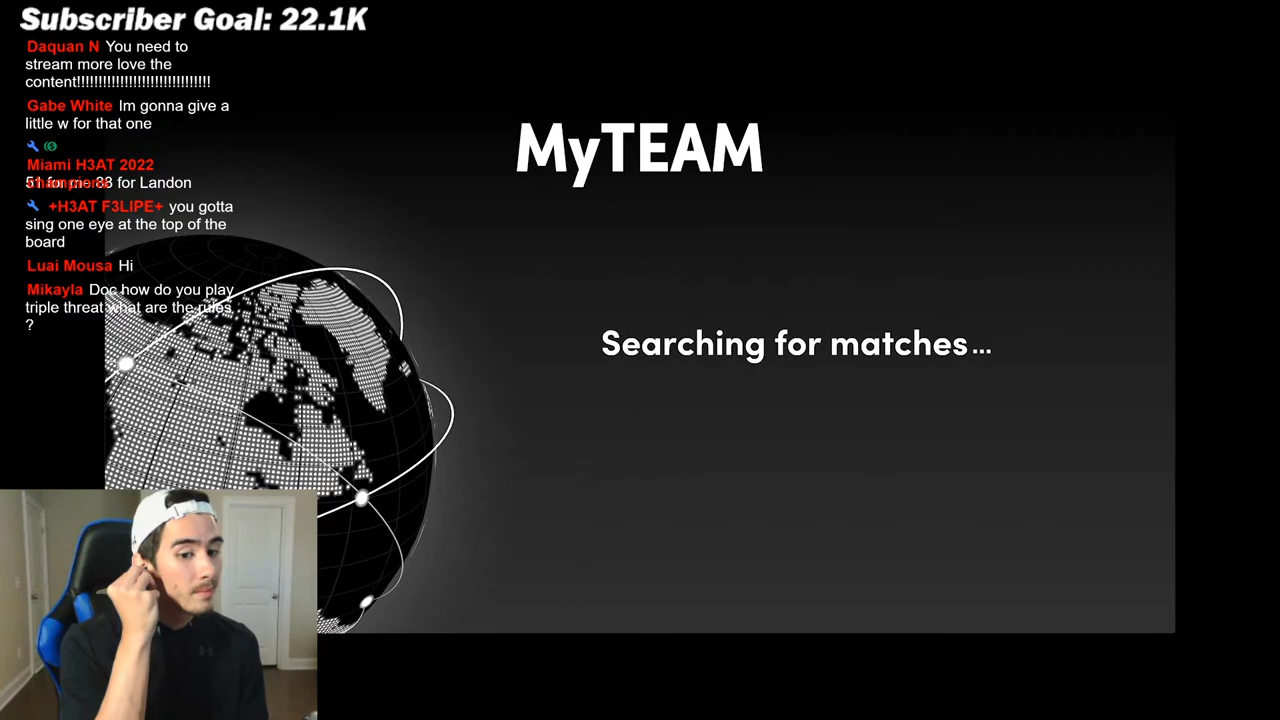 Subscriber Goal: 22.1K
Daquan N You need to
stream more love the
content!!!!!!!!!!!!!!!!!!!!!!!!!!!!!!!
Gabe White Im gonna give a
little w for that one
Miami H3AT 2022
for Landon
+H3AT F3LIPE+ you gotta
sing one eye at the top of the
board
Luai Mousa Hi
Mikayla Doc how do you play
triple threat what are the rules
?
MyTEAM
Searching for matches...